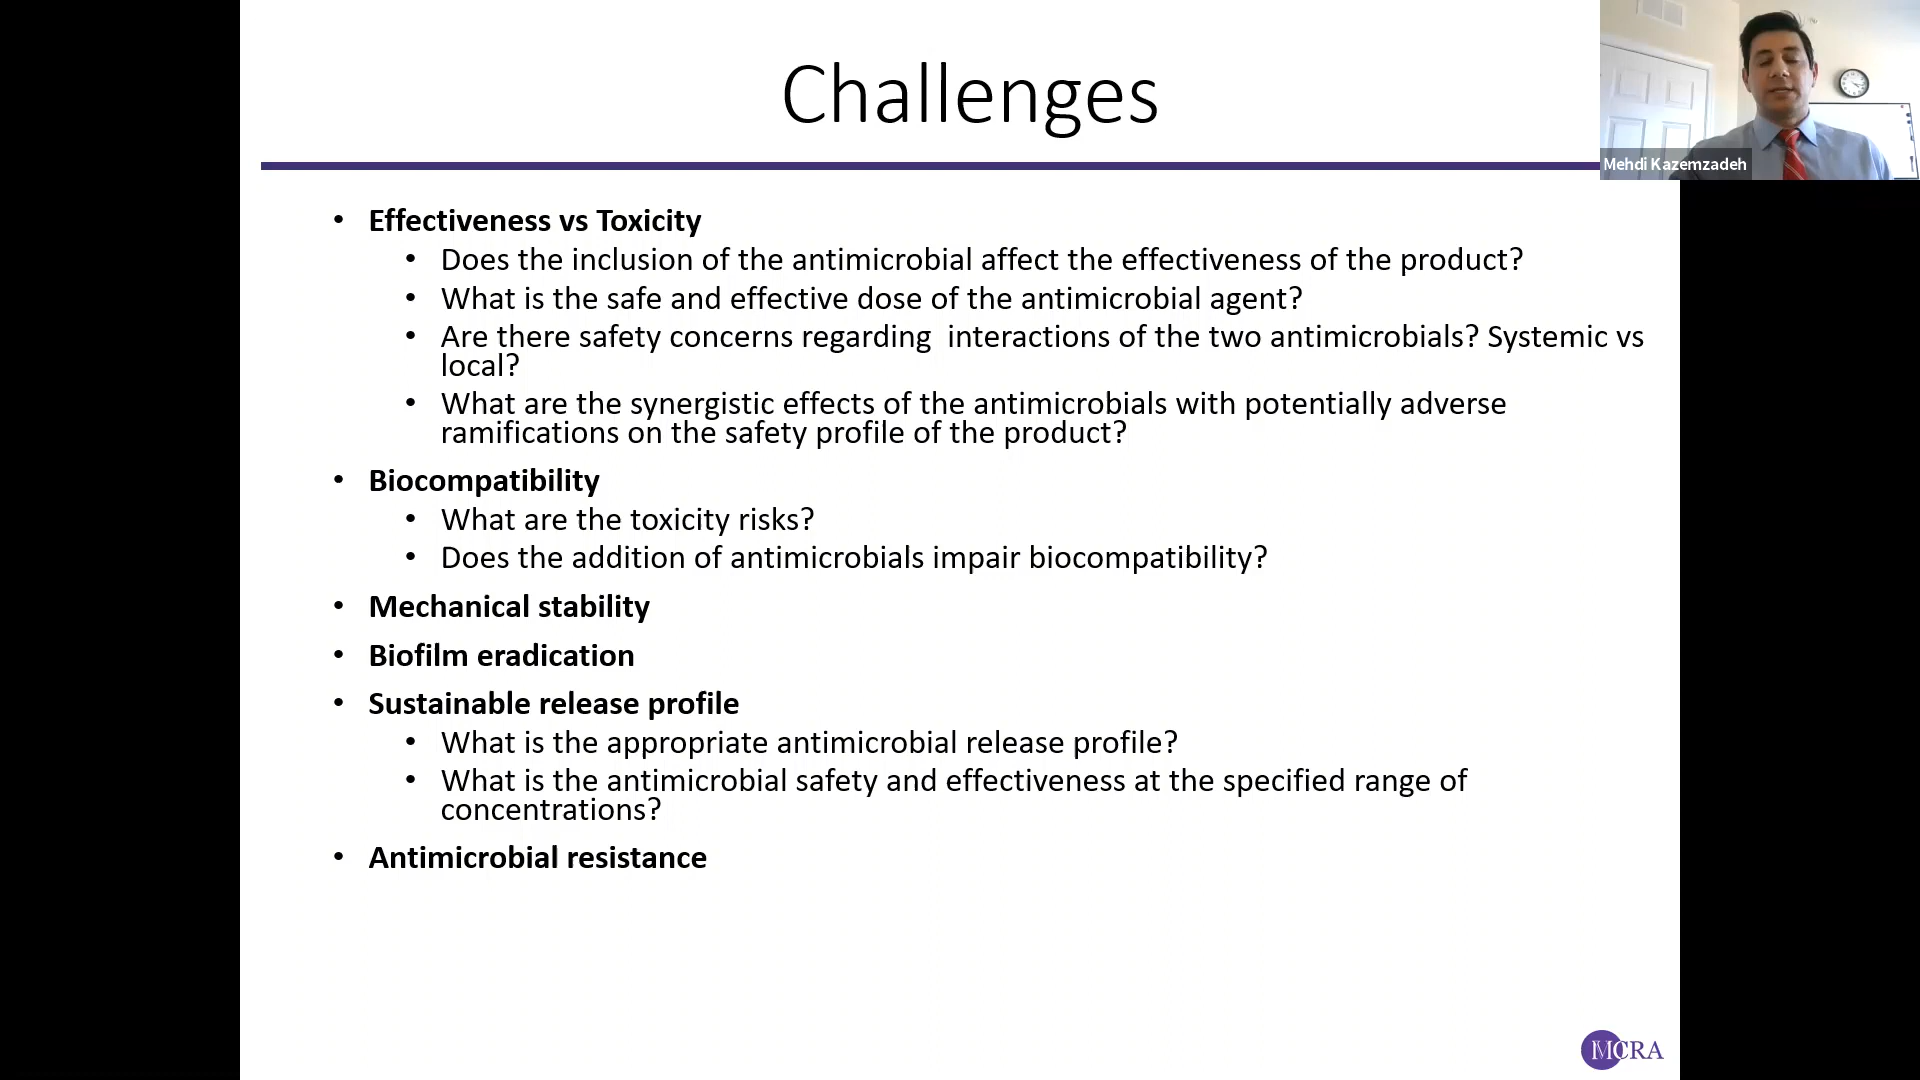 Challenges
Mehdi Kazemzadeh
• Effectiveness vs Toxicity
• Does the inclusion of the antimicrobial affect the effectiveness of the product?
• What is the safe and effective dose of the antimicrobial agent?
• Are there safety concerns regarding  interactions of the two antimicrobials? Systemic vs
local?
• What are the synergistic effects of the antimicrobials with potentially adverse
ramifications on the safety profile of the product?
• Biocompatibility
• What are the toxicity risks?
• Does the addition of antimicrobials impair biocompatibility?
• Mechanical stability
• Biofilm eradication
• Sustainable release profile
• What is the appropriate antimicrobial release profile?
• What is the antimicrobial safety and effectiveness at the specified range of
concentrations?
• Antimicrobial resistance
MCRA